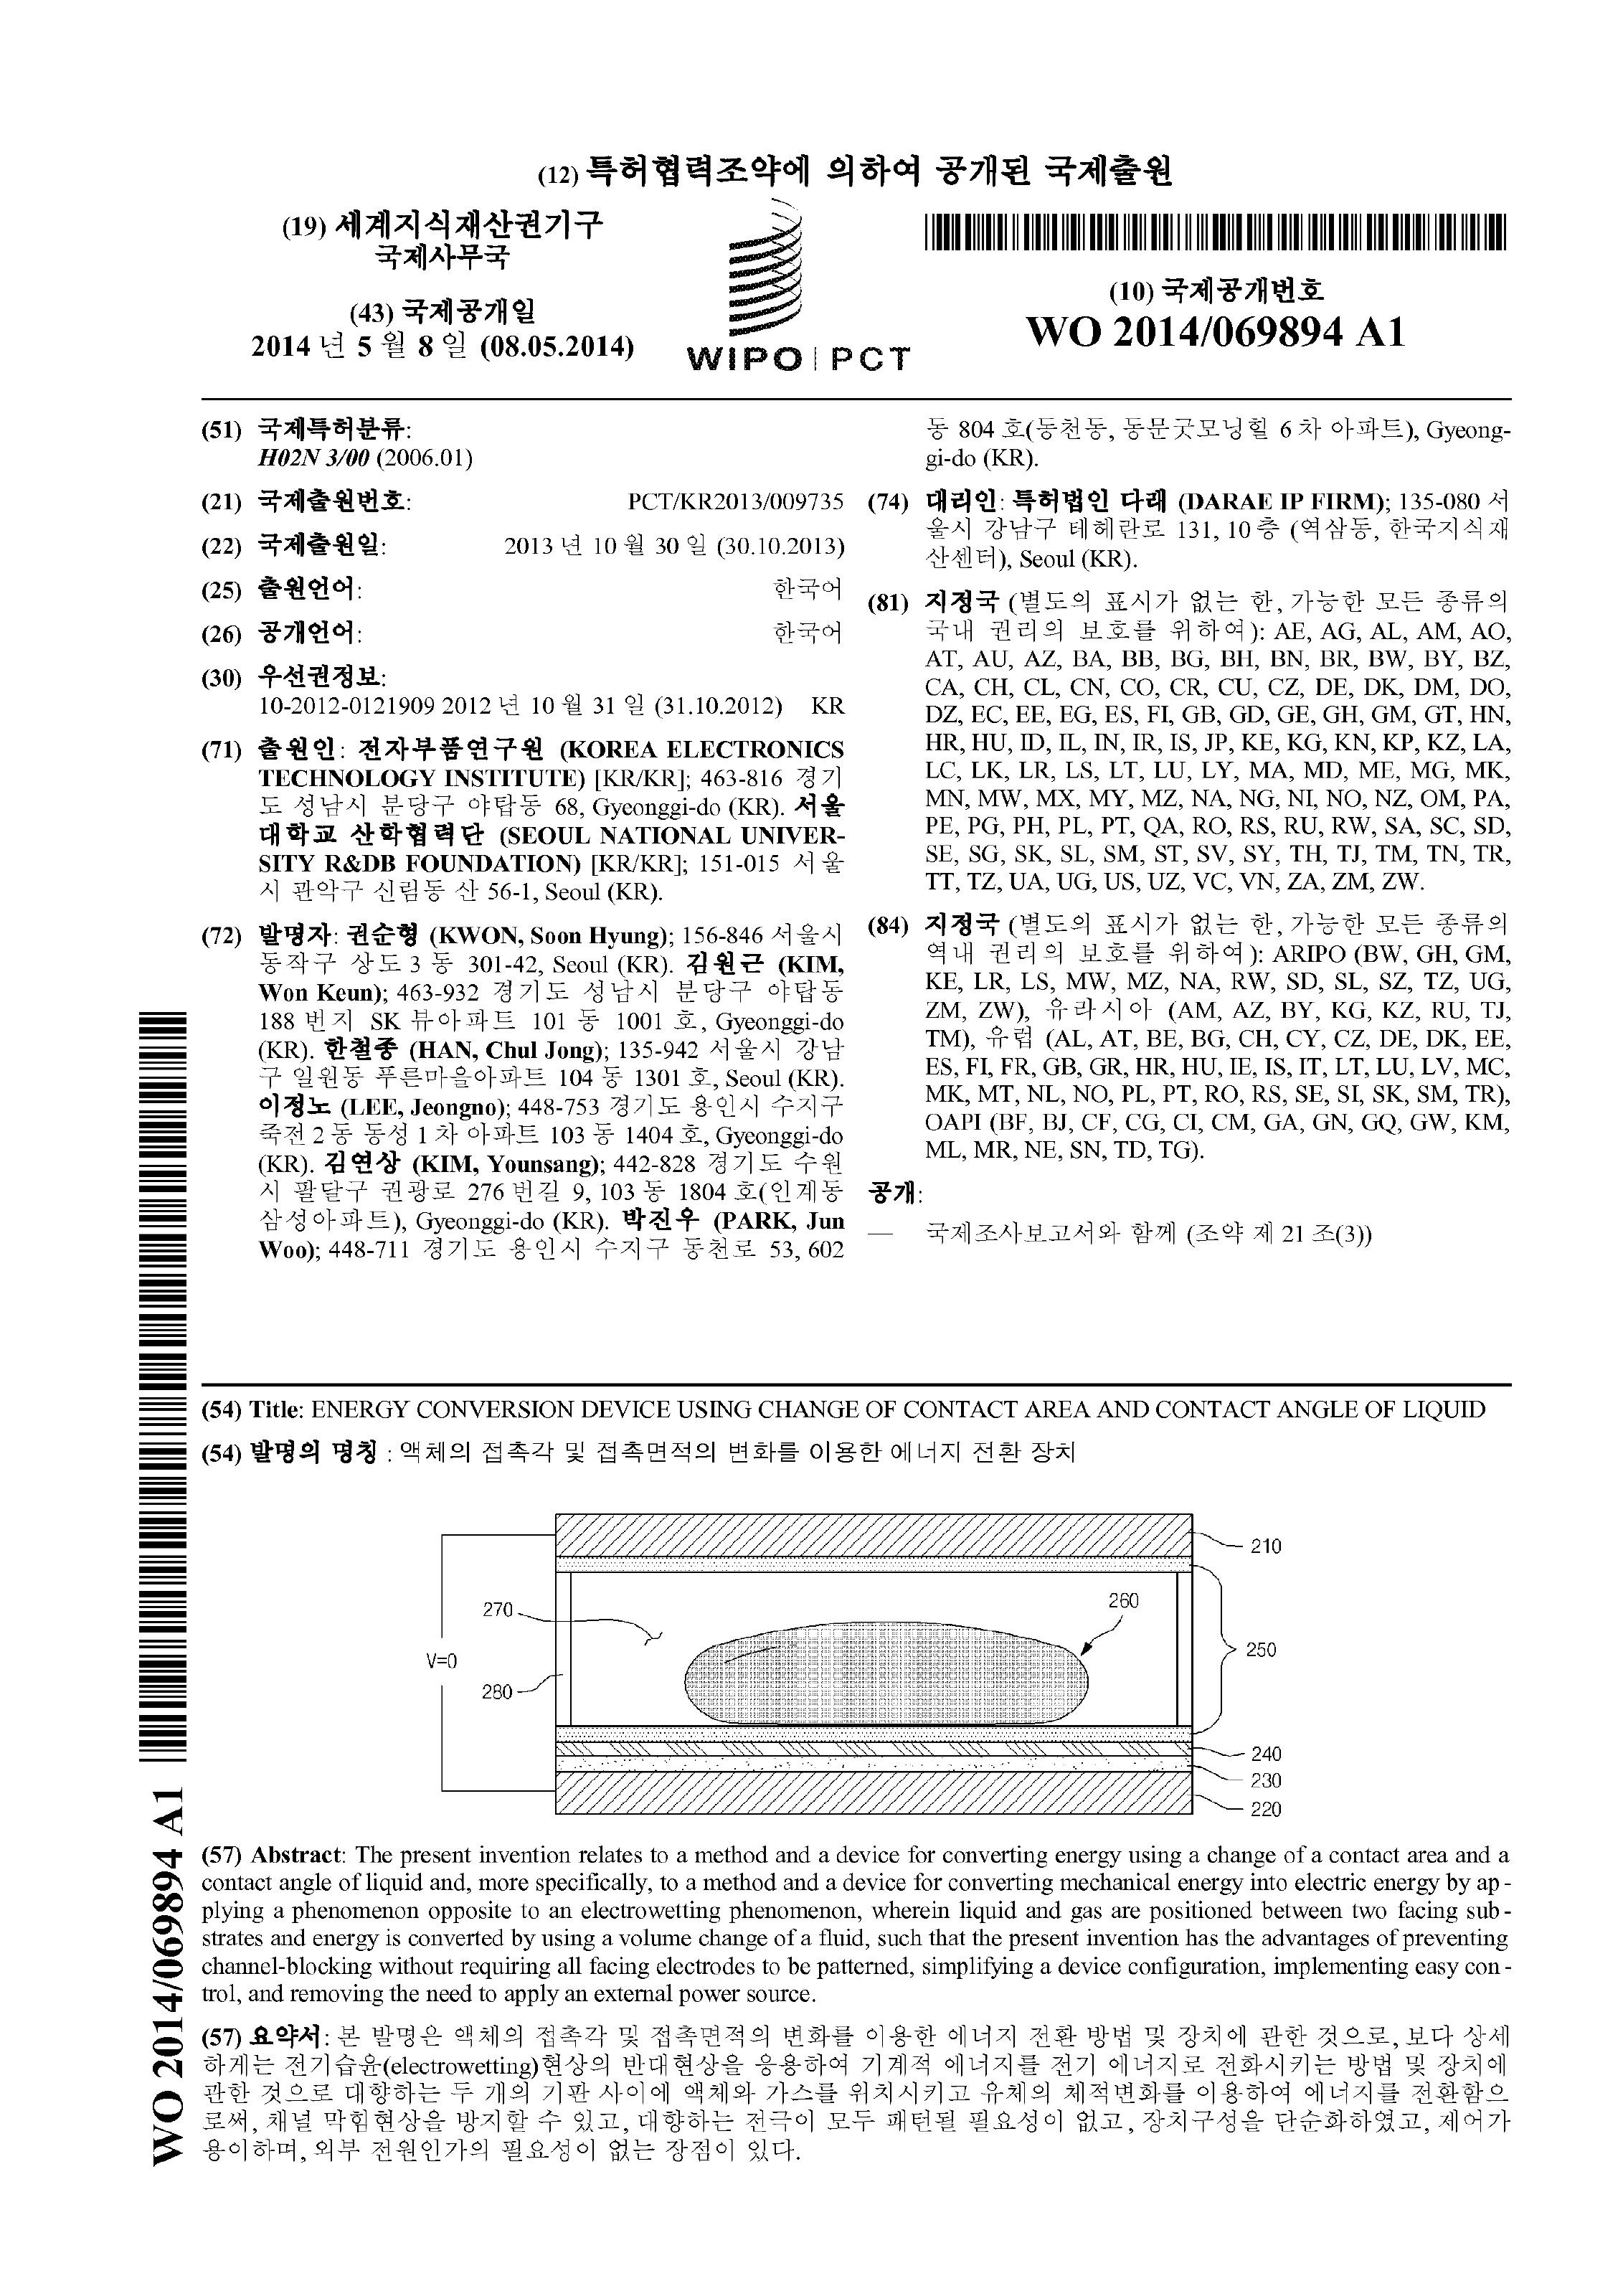 (12) 특허협력조약에 의하여 공개된 국제출원
(19) 세계지식재산권기구
국제사무국
(43) 국제공개일
2014 년 5 월 8 일 (08.05.2014)
WIPO | PCT
(10) 국제공개번호
WO 2014/069894 A1
(51) 국제특허분류:
H02N 3/00 (2006.01)
(21) 국제출원번호: PCT/KR2013/009735
(22) 국제출원일: 2013 년 10 월 30 일 (30.10.2013)
(25) 출원언어: 한국어
(26) 공개언어: 한국어
(30) 우선권정보:
10-2012-0121909 2012 년 10 월 31 일 (31.10.2012) KR
(71) 출원인: 전자부품연구원 (KOREA ELECTRONICS
TECHNOLOGY INSTITUTE) [KR/KR]; 463-816 경기
도 성남시 분당구 야탑동 68, Gyeonggi-do (KR). 서울
대학교 산학협력단 (SEOUL NATIONAL UNIVER-
SITY R&DB FOUNDATION) [KR/KR]; 151-015 서울
시 관악구 신림동 산 56-1, Seoul (KR).
(72) 발명자: 권순형 (KWON, Soon Hyung); 156-846 서울시
동작구 상도 3 동 301-42, Seoul (KR). 김원근 (KIM,
Won Keun); 463-932 경기도 성남시 분당구 야탑동
188 번지 SK 뷰아파트 101 동 1001 호, Gyeonggi-do
(KR). 한철종 (HAN, Chul Jong); 135-942 서울시 강남
구 일원동 푸른마을아파트 104 동 1301 호, Seoul (KR).
이정노 (LEE, Jeongno); 448-753 경기도 용인시 수지구
죽전 2 동 동성 1 차 아파트 103 동 1404 호, Gyeonggi-do
(KR). 김연상 (KIM, Younsang); 442-828 경기도 수원
시 팔달구 권광로 276 번길 9, 103 동 1804 호(인계동
삼성아파트), Gyeonggi-do (KR). 박진우 (PARK, Jun
Woo); 448-711 경기도 용인시 수지구 동천로 53, 602
동 804 호(동천동, 동문굿모닝힐 6 차 아파트), Gyeong-
gi-do (KR).
(74) 대리인: 특허법인 다래 (DARAE IP FIRM); 135-080 서
울시 강남구 테헤란로 131, 10 층 (역삼동, 한국지식재
산센터), Seoul (KR).
(81) 지정국 (별도의 표시가 없는 한, 가능한 모든 종류의
국내 권리의 보호를 위하여): AE, AG, AL, AM, AO,
AT, AU, AZ, BA, BB, BG, BH, BN, BR, BW, BY, BZ,
CA, CH, CL, CN, CO, CR, CU, CZ, DE, DK, DM, DO,
DZ, EC, EE, EG, ES, FI, GB, GD, GE, GH, GM, GT, HN,
HR, HU, ID, IL, IN, IR, IS, JP, KE, KG, KN, KP, KZ, LA,
LC, LK, LR, LS, LT, LU, LY, MA, MD, ME, MG, MK,
MN, MW, MX, MY, MZ, NA, NG, NI, NO, NZ, OM, PA,
PE, PG, PH, PL, PT, QA, RO, RS, RU, RW, SA, SC, SD,
SE, SG, SK, SL, SM, ST, SV, SY, TH, TJ, TM, TN, TR,
TT, TZ, UA, UG, US, UZ, VC, VN, ZA, ZM, ZW.
(84) 지정국 (별도의 표시가 없는 한, 가능한 모든 종류의
역내 권리의 보호를 위하여): ARIPO (BW, GH, GM,
KE, LR, LS, MW, MZ, NA, RW, SD, SL, SZ, TZ, UG,
ZM, ZW), 유라시아 (AM, AZ, BY, KG, KZ, RU, TJ,
TM), 유럽 (AL, AT, BE, BG, CH, CY, CZ, DE, DK, EE,
ES, FI, FR, GB, GR, HR, HU, IE, IS, IT, LT, LU, LV, MC,
MK, MT, NL, NO, PL, PT, RO, RS, SE, SI, SK, SM, TR),
OAPI (BF, BJ, CF, CG, CI, CM, GA, GN, GQ, GW, KM,
ML, MR, NE, SN, TD, TG).
공개:
— 국제조사보고서와 함께 (조약 제 21 조(3))
(54) Title: ENERGY CONVERSION DEVICE USING CHANGE OF CONTACT AREA AND CONTACT ANGLE OF LIQUID
(54) 발명의 명칭 : 액체의 접촉각 및 접촉면적의 변화를 이용한 에너지 전환 장치
210
260
270
250
V=0
280
240
230
220
(57) Abstract: The present invention relates to a method and a device for converting energy using a change of a contact area and a
contact angle of liquid and, more specifically, to a method and a device for converting mechanical energy into electric energy by ap-
plying a phenomenon opposite to an electrowetting phenomenon, wherein liquid and gas are positioned between two facing sub-
strates and energy is converted by using a volume change of a fluid, such that the present invention has the advantages of preventing
channel-blocking without requiring all facing electrodes to be patterned, simplifying a device configuration, implementing easy con-
trol, and removing the need to apply an external power source.
(57) 요약서: 본 발명은 액체의 접촉각 및 접촉면적의 변화를 이용한 에너지 전환 방법 및 장치에 관한 것으로, 보다 상세
하게는 전기습윤(electrowetting)현상의 반대현상을 응용하여 기계적 에너지를 전기 에너지로 전화시키는 방법 및 장치에
관한 것으로 대향하는 두 개의 기판 사이에 액체와 가스를 위치시키고 유체의 체적변화를 이용하여 에너지를 전환함으
로써, 채널 막힘현상을 방지할 수 있고, 대향하는 전극이 모두 패턴될 필요성이 없고, 장치구성을 단순화하였고, 제어가
용이하며, 외부 전원인가의 필요성이 없는 장점이 있다.
WO 2014/069894 A1